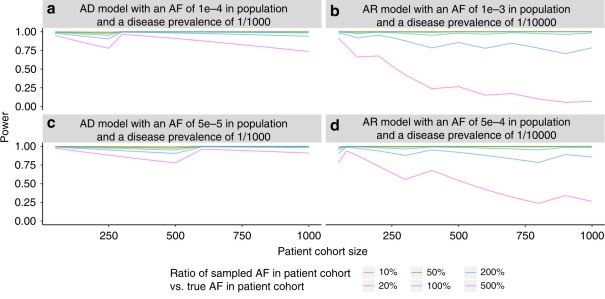 a
AD model with an AF of 1e–4 in population
and a disease prevalence of 1/1000
b
AR model with an AF of 1e–3 in population
and a disease prevalence of 1/10000
1.00
0.75
0.50
0.25
0.00
c
AD model with an AF of 5e–5 in population
and a disease prevalence of 1/1000
d
AR model with an AF of 5e–4 in population
and a disease prevalence of 1/10000
1.00
0.75
0.50
0.25
0.00
Power
250 500 750 1000
250 500 750 1000
Patient cohort size
Ratio of sampled AF in patient cohort
vs. true AF in patient cohort
10% 50% 200%
20% 100% 500%